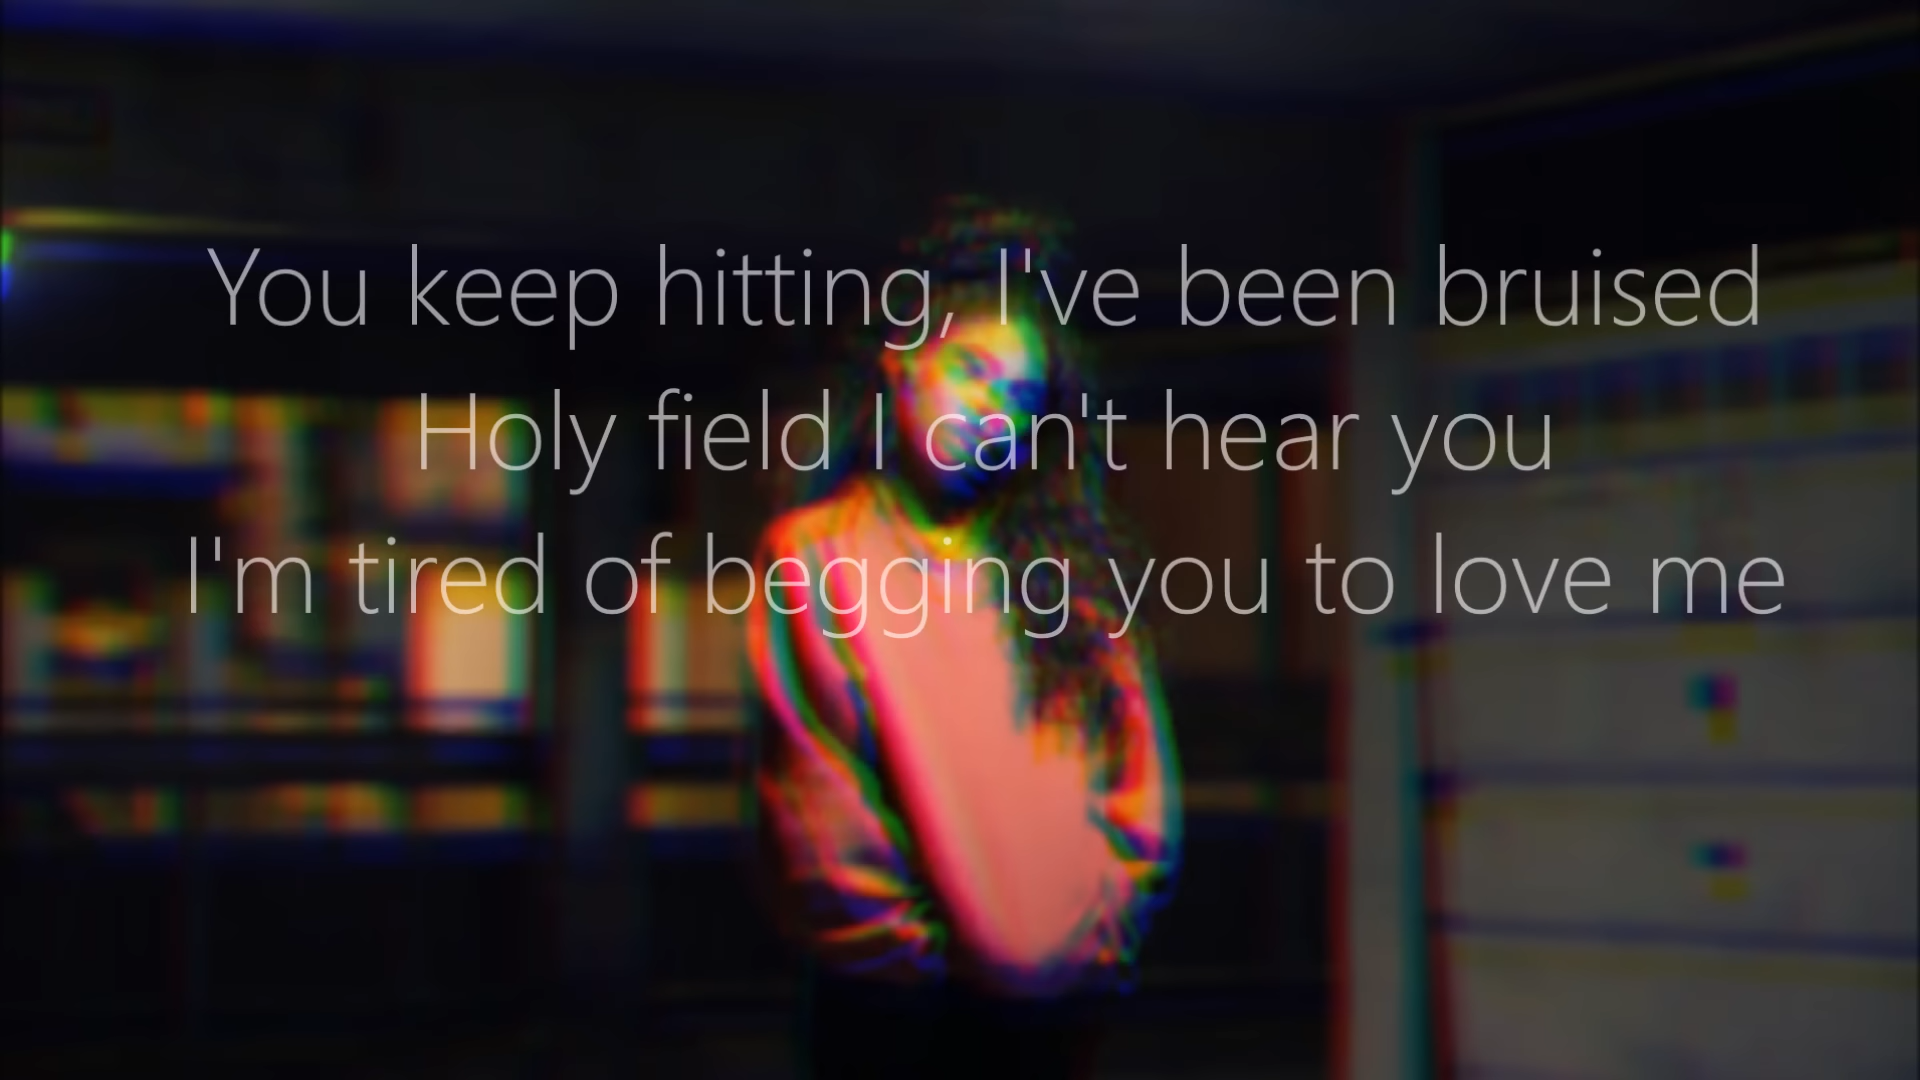 You keep hitting, I've been bruised
Holy field I can't hear you
I'm tired of begging you to love me